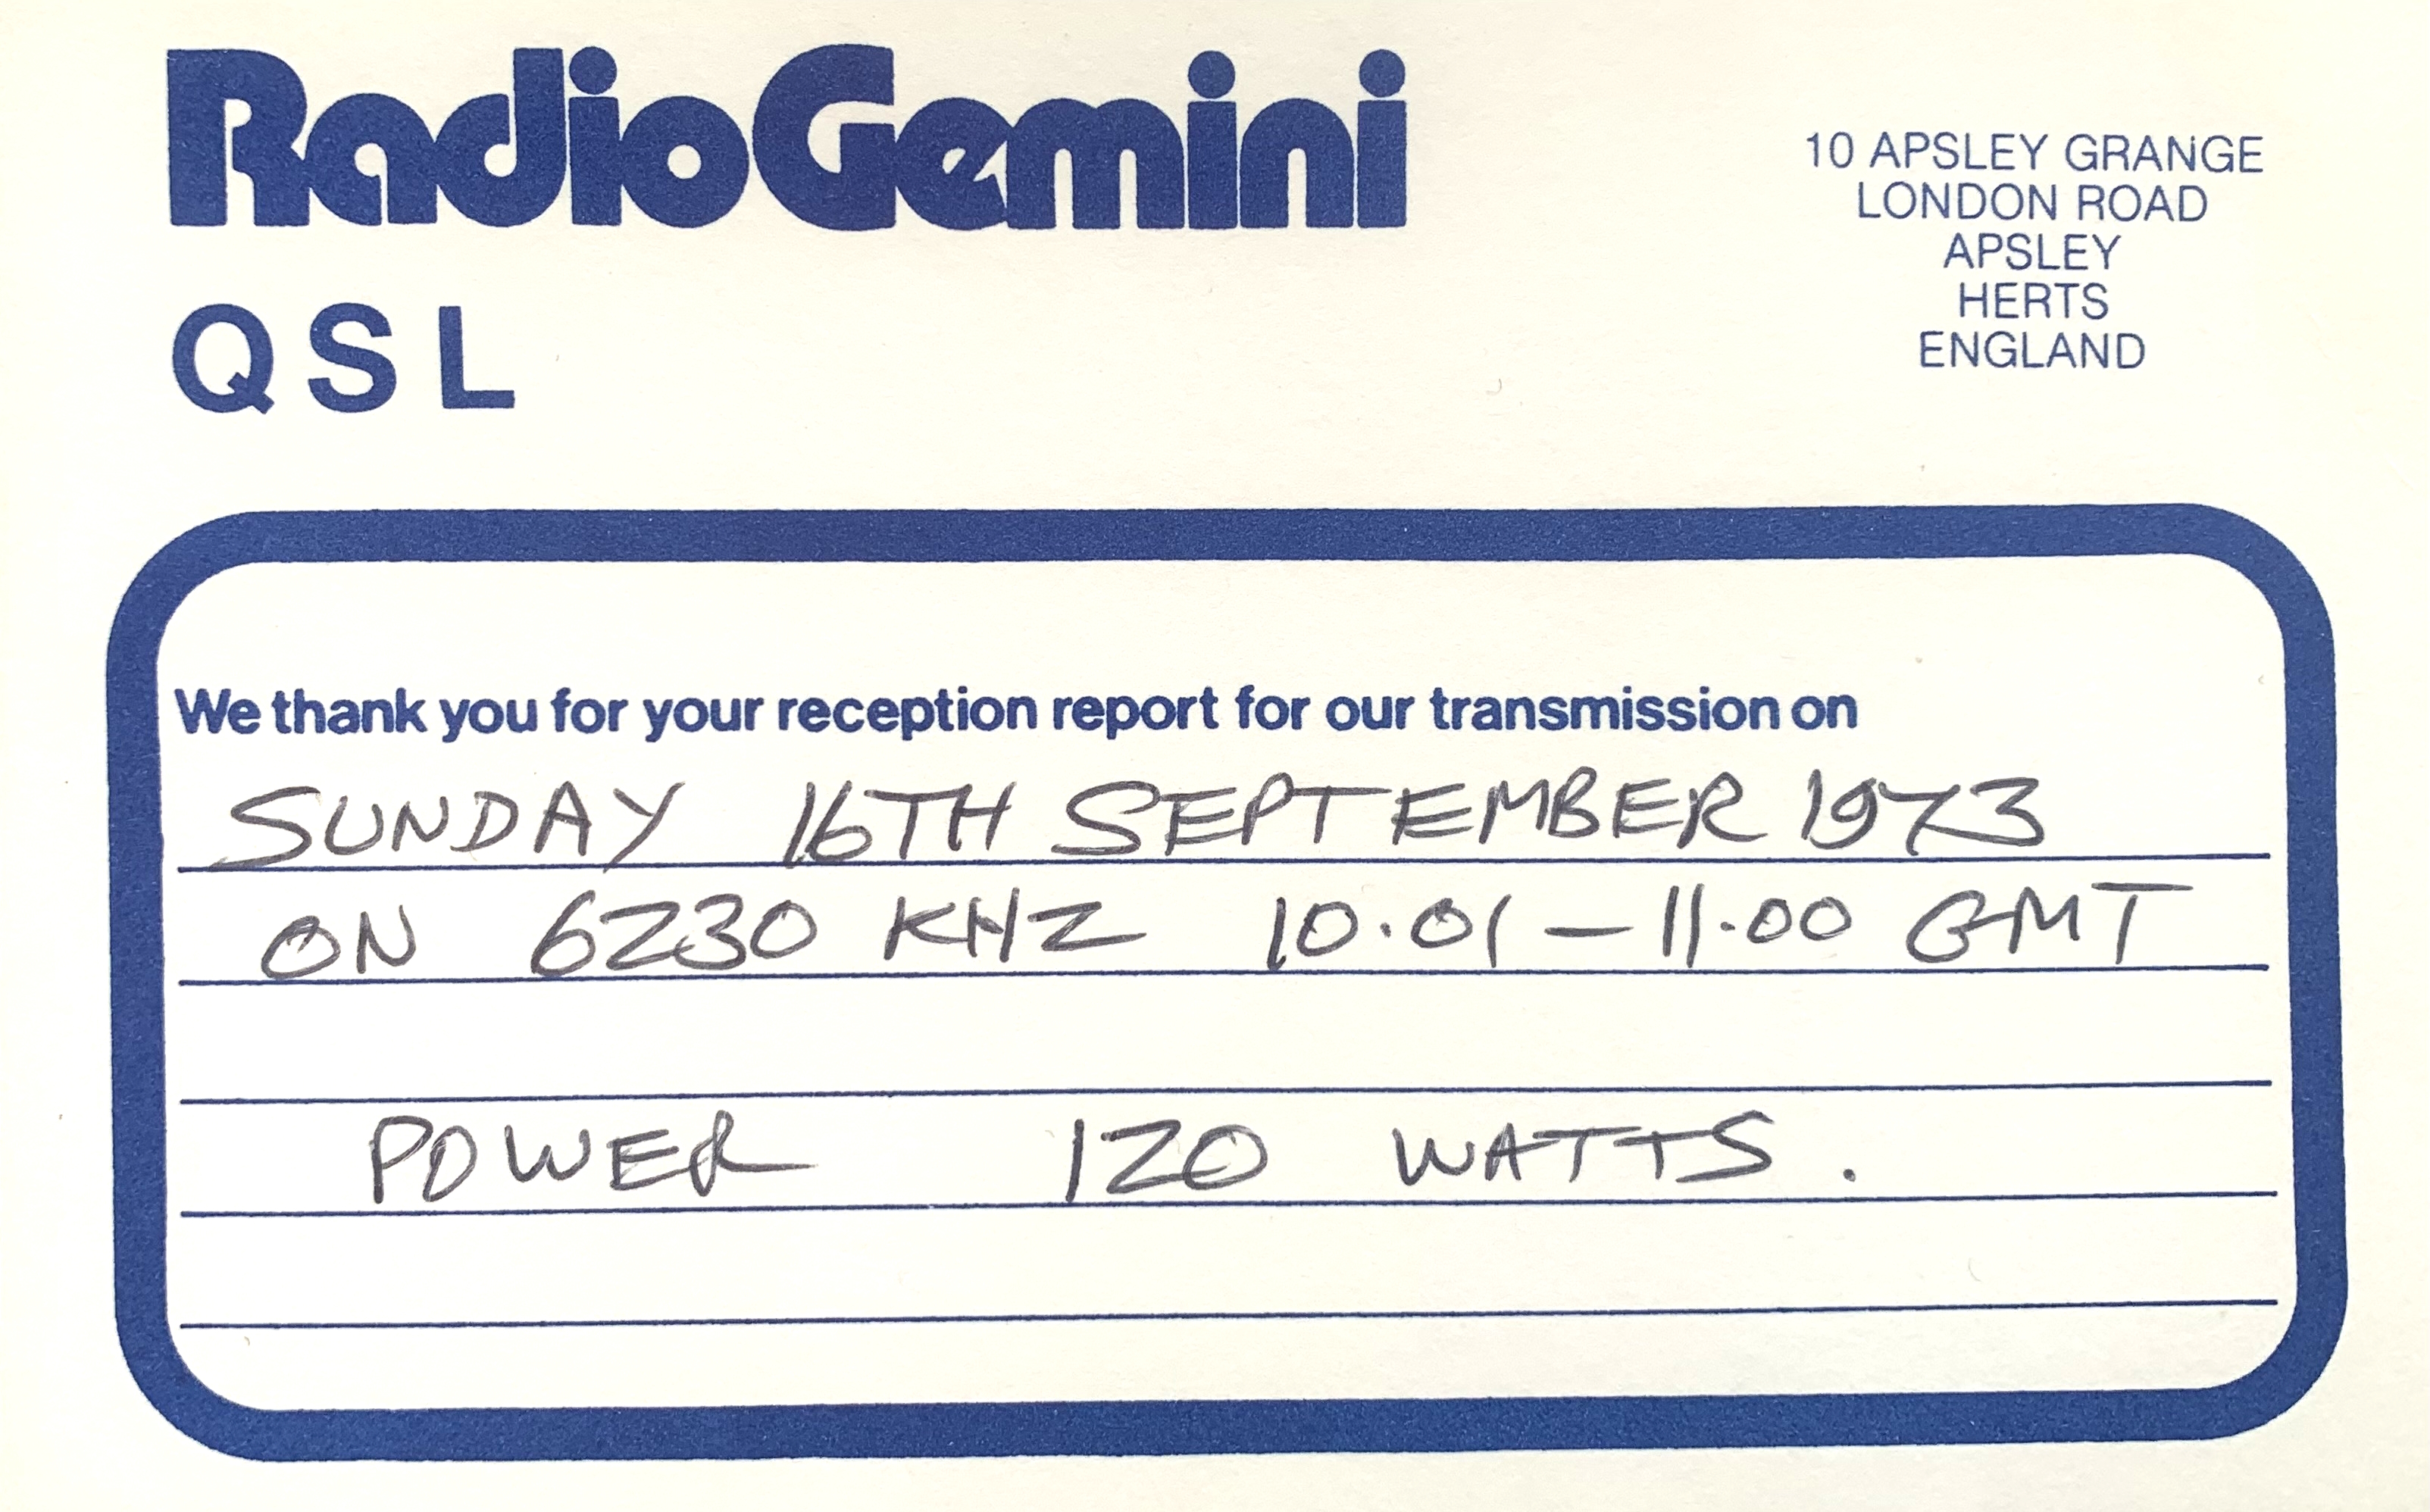 RadioGemini
QSL
10 APSLEY GRANGE
LONDON ROAD
APSLEY
HERTS
ENGLAND
We thank you for your reception report for our transmission on
SUNDAY 16TH SEPTEMBER 1973
ON 6230 KHZ 10.01 - 11.00 GMT
POWER 120 WATTS.